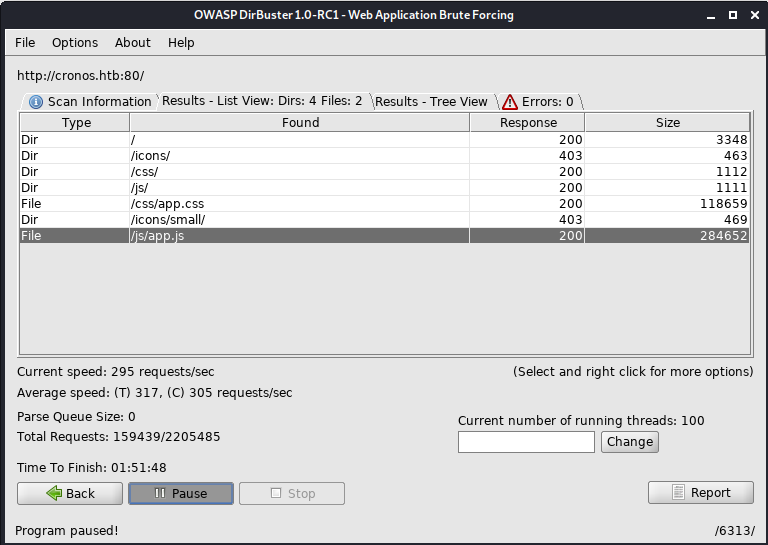 OWASP DirBuster 1.0-RC1 - Web Application Brute Forcing
File Options About Help
http://cronos.htb:80/
Scan Information Results - List View: Dirs: 4 Files: 2 Results - Tree View Errors: 0
Type Found Response Size
Dir / 200 3348
Dir /icons/ 403 463
Dir /css/ 200 1112
Dir /js/ 200 1111
File /css/app.css 200 118659
Dir /icons/small/ 403 469
File /js/app.js 200 284652
Current speed: 295 requests/sec (Select and right click for more options)
Average speed: (T) 317, (C) 305 requests/sec
Parse Queue Size: 0
Current number of running threads: 100
Total Requests: 159439/2205485
Change
Time To Finish: 01:51:48
Back Pause Stop Report
Program paused! /6313/